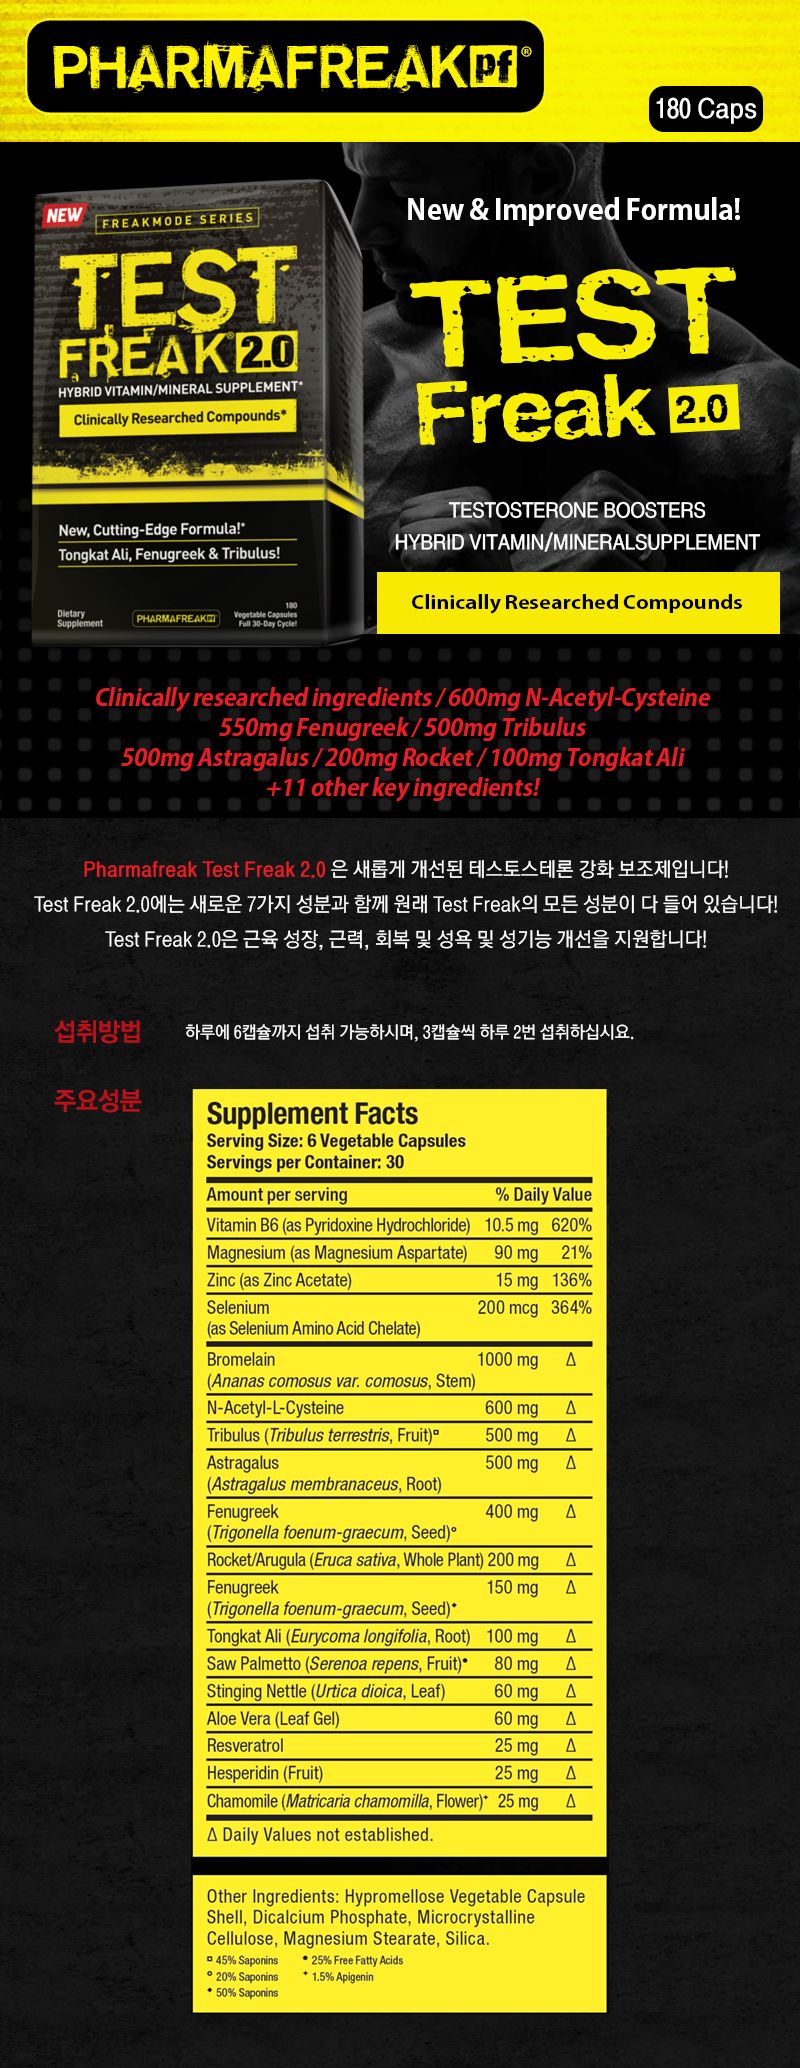 PHARMAFREAK pf®
180 Caps
NEW
FREAKMODE SERIES
TEST
FREAK® 2.0
HYBRID VITAMIN/MINERAL SUPPLEMENT*
Clinically Researched Compounds*
New, Cutting-Edge Formula!*
Tongkat Ali, Fenugreek & Tribulus!
Dietary
Supplement
PHARMAFREAK pf
180
Vegetable Capsules
Full 30-Day Cycle!
New & Improved Formula!
TEST
Freak 2.0
TESTOSTERONE BOOSTERS
HYBRID VITAMIN/MINERALSUPPLEMENT
Clinically Researched Compounds
Clinically researched ingredients / 600mg N-Acetyl-Cysteine
550mg Fenugreek / 500mg Tribulus
500mg Astragalus / 200mg Rocket / 100mg Tongkat Ali
+11 other key ingredients!
Pharmafreak Test Freak 2.0 은 새롭게 개선된 테스토스테론 강화 보조제입니다!
Test Freak 2.0에는 새로운 7가지 성분과 함께 원래 Test Freak의 모든 성분이 다 들어 있습니다!
Test Freak 2.0은 근육 성장, 근력, 회복 및 성욕 및 성기능 개선을 지원합니다!
섭취방법 하루에 6캡슐까지 섭취 가능하시며, 3캡슐씩 하루 2번 섭취하십시요.
주요성분
Supplement Facts
Serving Size: 6 Vegetable Capsules
Servings per Container: 30
Amount per serving % Daily Value
Vitamin B6 (as Pyridoxine Hydrochloride) 10.5 mg 620%
Magnesium (as Magnesium Aspartate) 90 mg 21%
Zinc (as Zinc Acetate) 15 mg 136%
Selenium 200 mcg 364%
(as Selenium Amino Acid Chelate)
Bromelain 1000 mg Δ
(Ananas comosus var. comosus, Stem)
N-Acetyl-L-Cysteine 600 mg Δ
Tribulus (Tribulus terrestris, Fruit)¤ 500 mg Δ
Astragalus 500 mg Δ
(Astragalus membranaceus, Root)
Fenugreek 400 mg Δ
(Trigonella foenum-graecum, Seed)°
Rocket/Arugula (Eruca sativa, Whole Plant) 200 mg Δ
Fenugreek 150 mg Δ
(Trigonella foenum-graecum, Seed)◆
Tongkat Ali (Eurycoma longifolia, Root) 100 mg Δ
Saw Palmetto (Serenoa repens, Fruit)● 80 mg Δ
Stinging Nettle (Urtica dioica, Leaf) 60 mg Δ
Aloe Vera (Leaf Gel) 60 mg Δ
Resveratrol 25 mg Δ
Hesperidin (Fruit) 25 mg Δ
Chamomile (Matricaria chamomilla, Flower)✦ 25 mg Δ
Δ Daily Values not established.
Other Ingredients: Hypromellose Vegetable Capsule
Shell, Dicalcium Phosphate, Microcrystalline
Cellulose, Magnesium Stearate, Silica.
¤ 45% Saponins ● 25% Free Fatty Acids
° 20% Saponins ✦ 1.5% Apigenin
◆ 50% Saponins